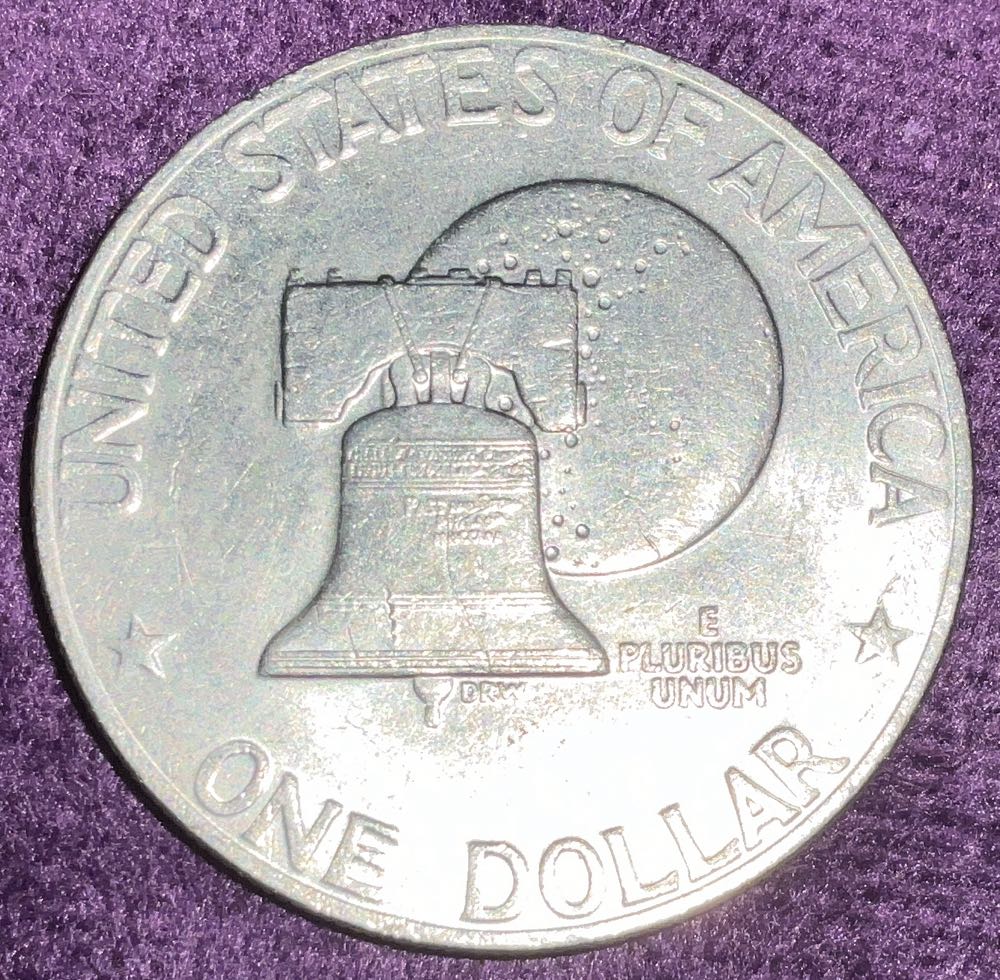 UNITED STATES OF AMERICA
E
PLURIBUS
UNUM
DRW
ONE DOLLAR